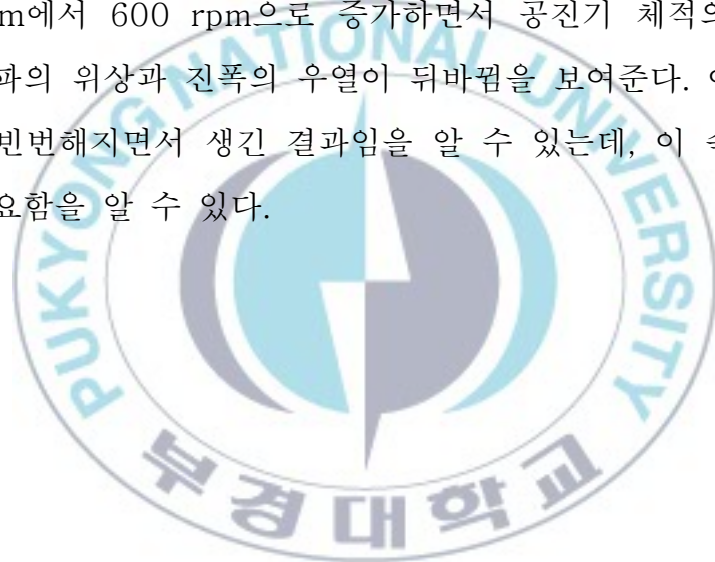 m에서 600 rpm으로 증가하면서 공진기 체적의
파의 위상과 진폭의 우열이 뒤바뀜을 보여준다.
빈번해지면서 생긴 결과임을 알 수 있는데, 이
요함을 알 수 있다.
PUKYONG NATIONAL UNIVERSITY
부경대학교